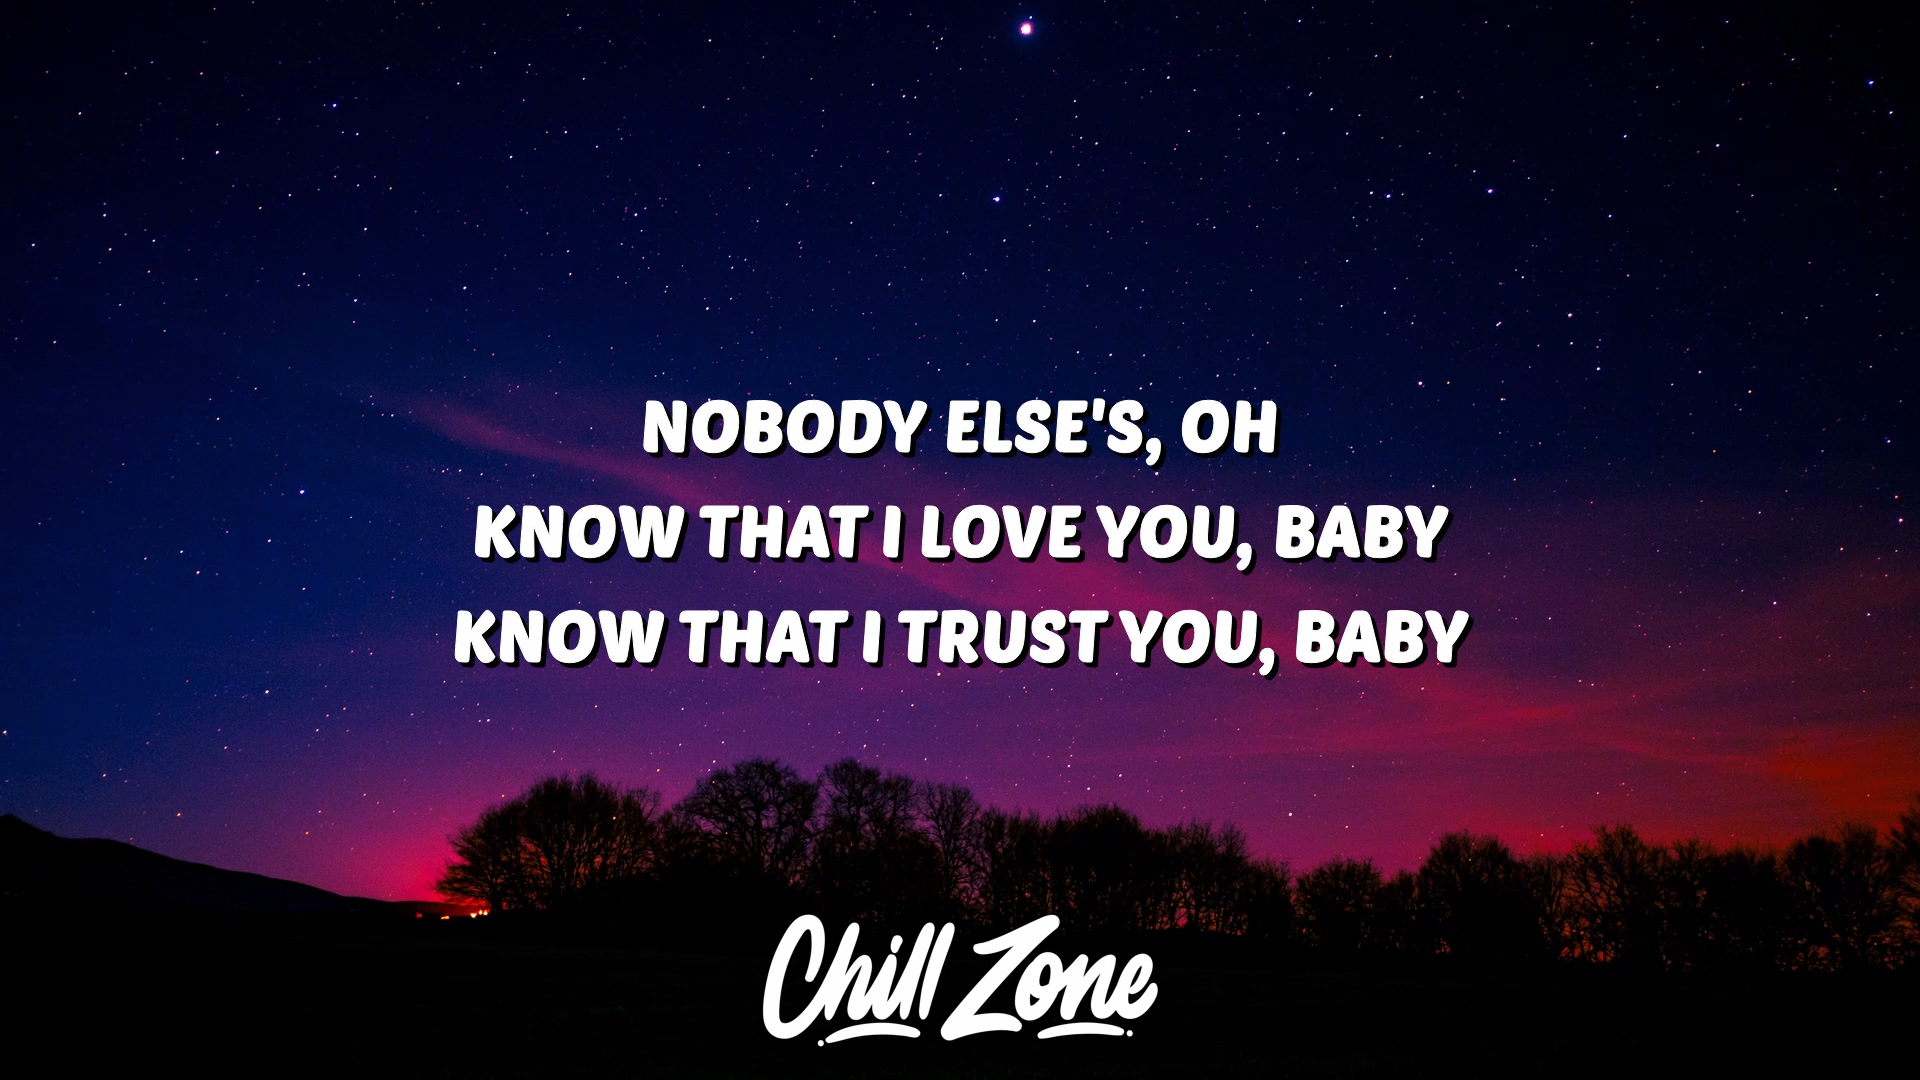 NOBODY ELSE'S, OH
KNOW THAT I LOVE YOU, BABY
KNOW THAT I TRUST YOU, BABY
Chill Zone